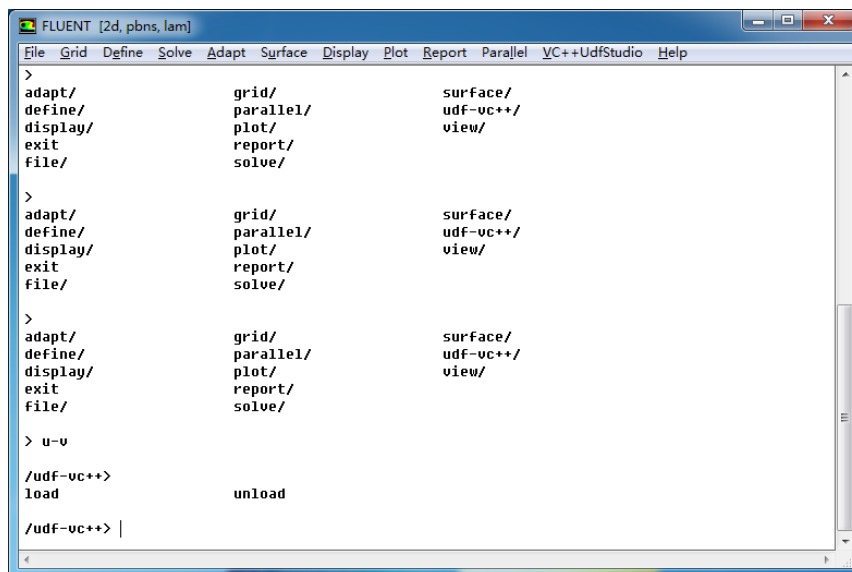 FLUENT [2d, pbns, lam]
File Grid Define Solve Adapt Surface Display Plot Report Parallel VC++UdfStudio Help
>
adapt/ grid/ surface/
define/ parallel/ udf-vc++/
display/ plot/ view/
exit report/
file/ solve/
>
adapt/ grid/ surface/
define/ parallel/ udf-vc++/
display/ plot/ view/
exit report/
file/ solve/
>
adapt/ grid/ surface/
define/ parallel/ udf-vc++/
display/ plot/ view/
exit report/
file/ solve/
> u-v
/udf-vc++>
load unload
/udf-vc++>